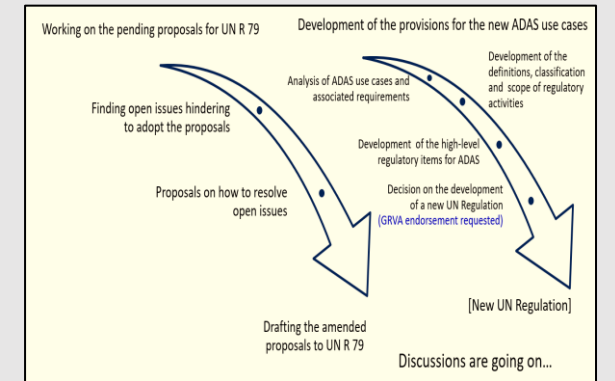 Working on the pending proposals for UN R 79
Finding open issues hindering
to adopt the proposals
Proposals on how to resolve
open issues
Drafting the amended
proposals to UN R 79
Development of the provisions for the new ADAS use cases
Analysis of ADAS use cases and
associated requirements
Development of the
definitions, classification
and scope of regulatory
activities
Development of the high-level
regulatory items for ADAS
Decision on the development
of a new UN Regulation
(GRVA endorsement requested)
[New UN Regulation]
Discussions are going on...